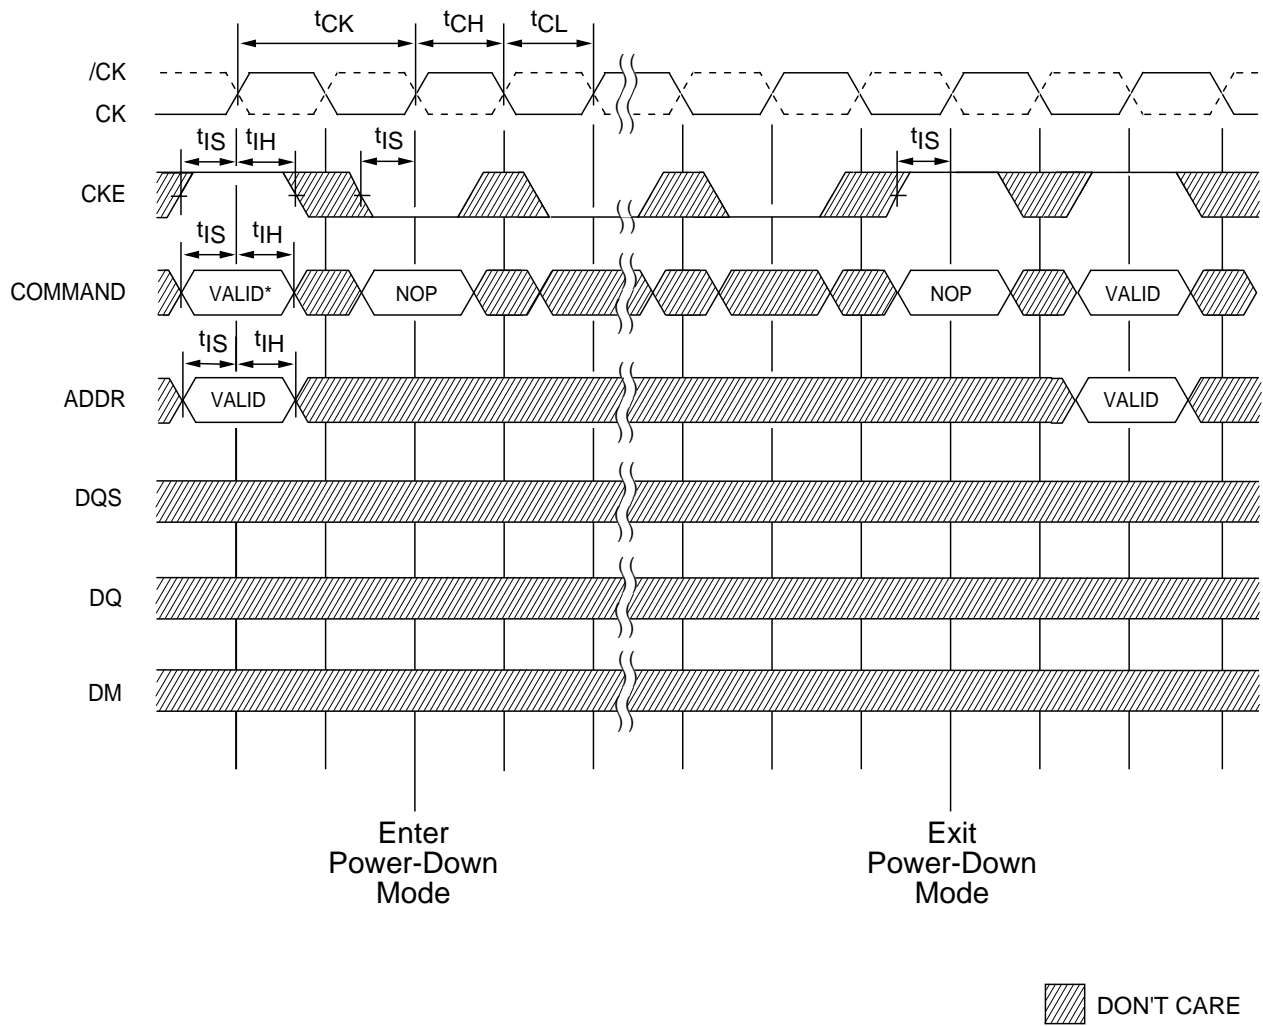 tCK tCH tCL
/CK
CK
tIS tIH tIS tIS
CKE
tIS tIH
COMMAND VALID* NOP NOP VALID
tIS tIH
ADDR VALID VALID
DQS
DQ
DM
Enter
Power-Down
Mode
Exit
Power-Down
Mode
DON'T CARE